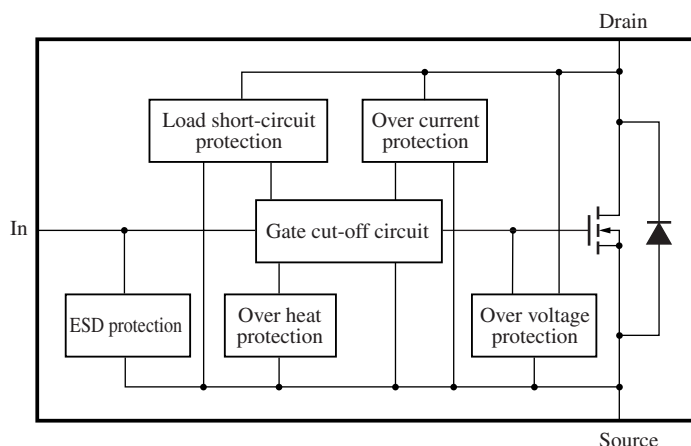 Drain
Load short-circuit
protection
Over current
protection
In
Gate cut-off circuit
ESD protection
Over heat
protection
Over voltage
protection
Source